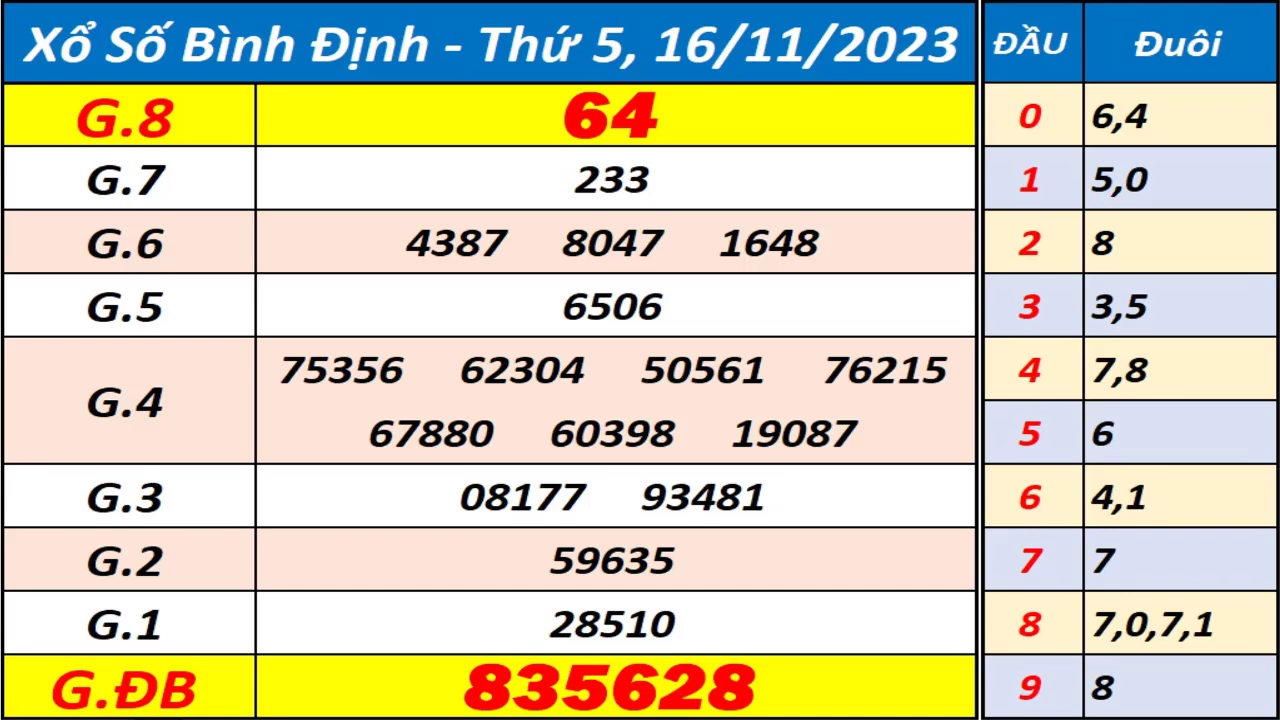 Xổ Số Bình Định - Thứ 5, 16/11/2023
G.8 64
G.7 233
G.6 4387 8047 1648
G.5 6506
G.4 75356 62304 50561 76215
67880 60398 19087
G.3 08177 93481
G.2 59635
G.1 28510
G.ĐB 835628
ĐẦU Đuôi
0 6,4
1 5,0
2 8
3 3,5
4 7,8
5 6
6 4,1
7 7
8 7,0,7,1
9 8